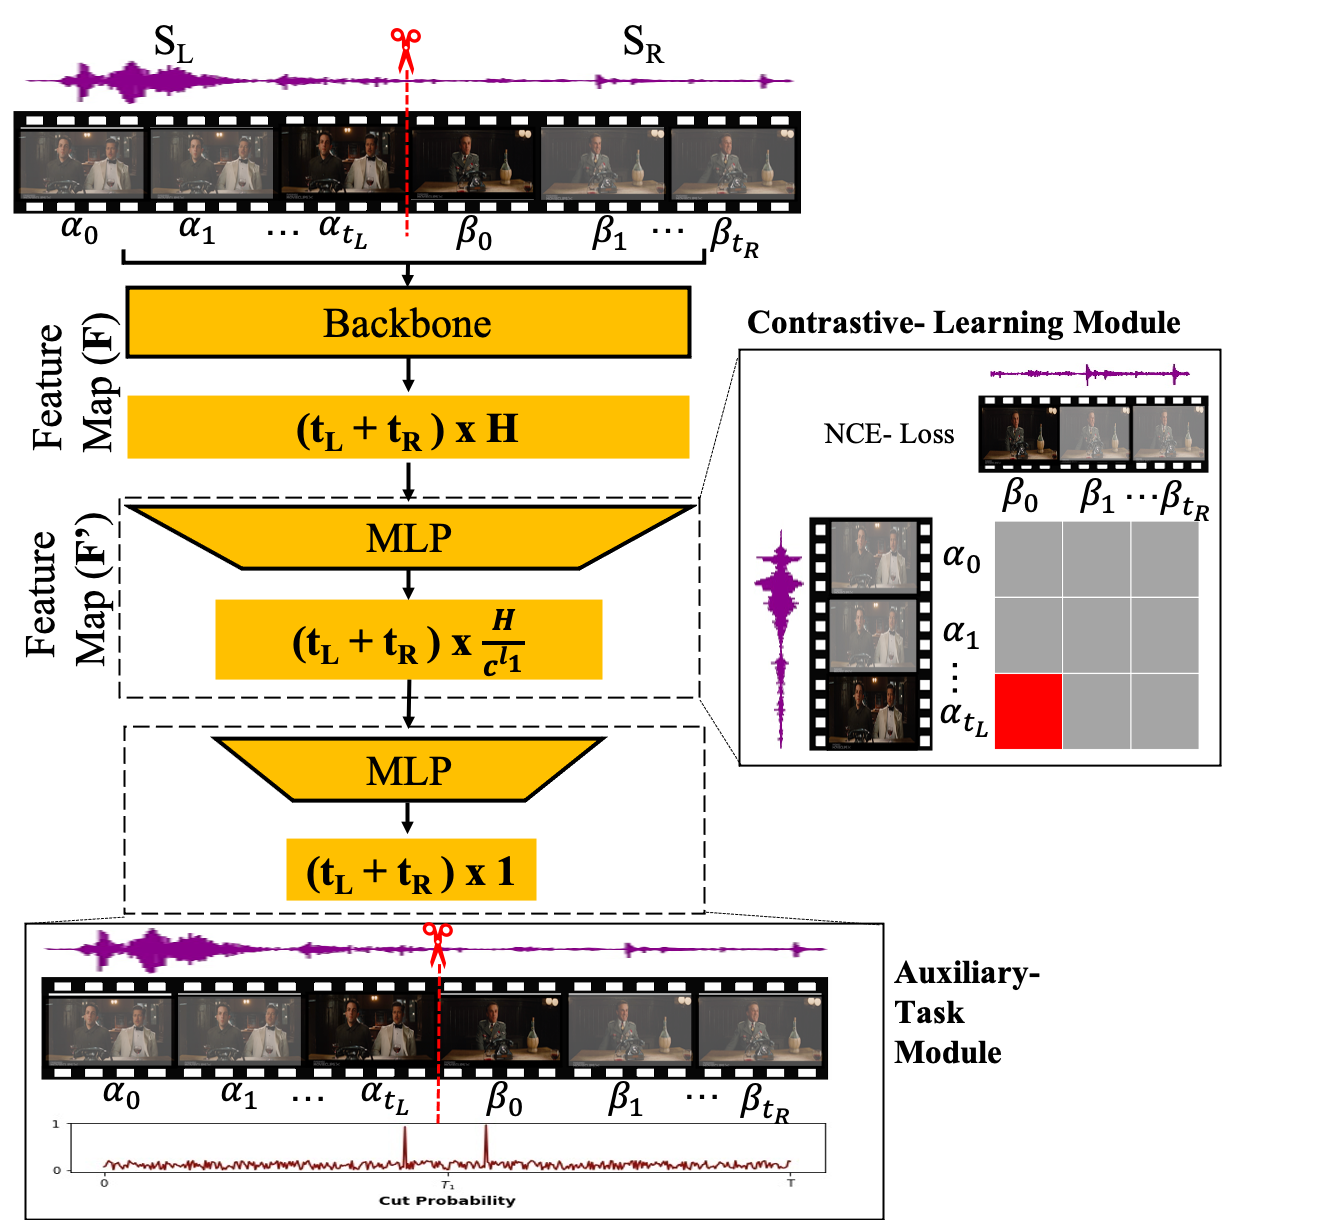 S_L S_R
α_0 α_1 … α_{t_L} β_0 β_1 … β_{t_R}
Backbone
Feature
Map (F)
(t_L + t_R ) x H
MLP
Feature
Map (F’)
(t_L + t_R ) x H/c^{l_1}
MLP
(t_L + t_R ) x 1
Contrastive- Learning Module
NCE- Loss
β_0 β_1 … β_{t_R}
α_0
α_1
⋮
α_{t_L}
Auxiliary-
Task
Module
α_0 α_1 … α_{t_L} β_0 β_1 … β_{t_R}
1
0
0 T_1 T
Cut Probability